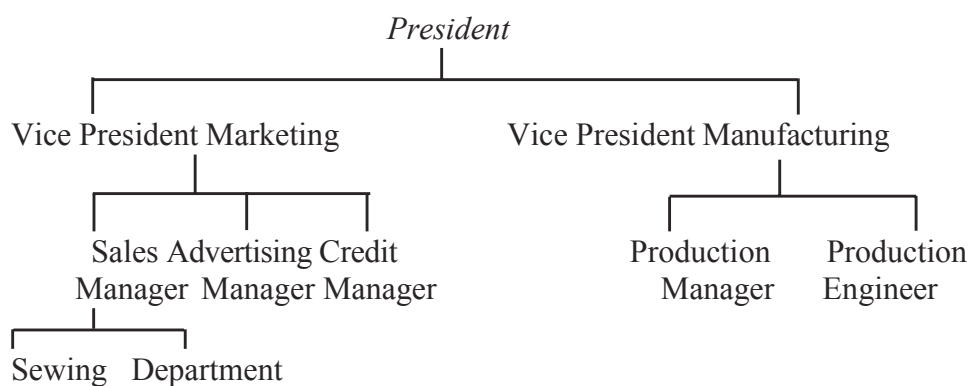 President
Vice President Marketing Vice President Manufacturing
Sales Advertising Credit Production Production
Manager Manager Manager Manager Engineer
Sewing Department